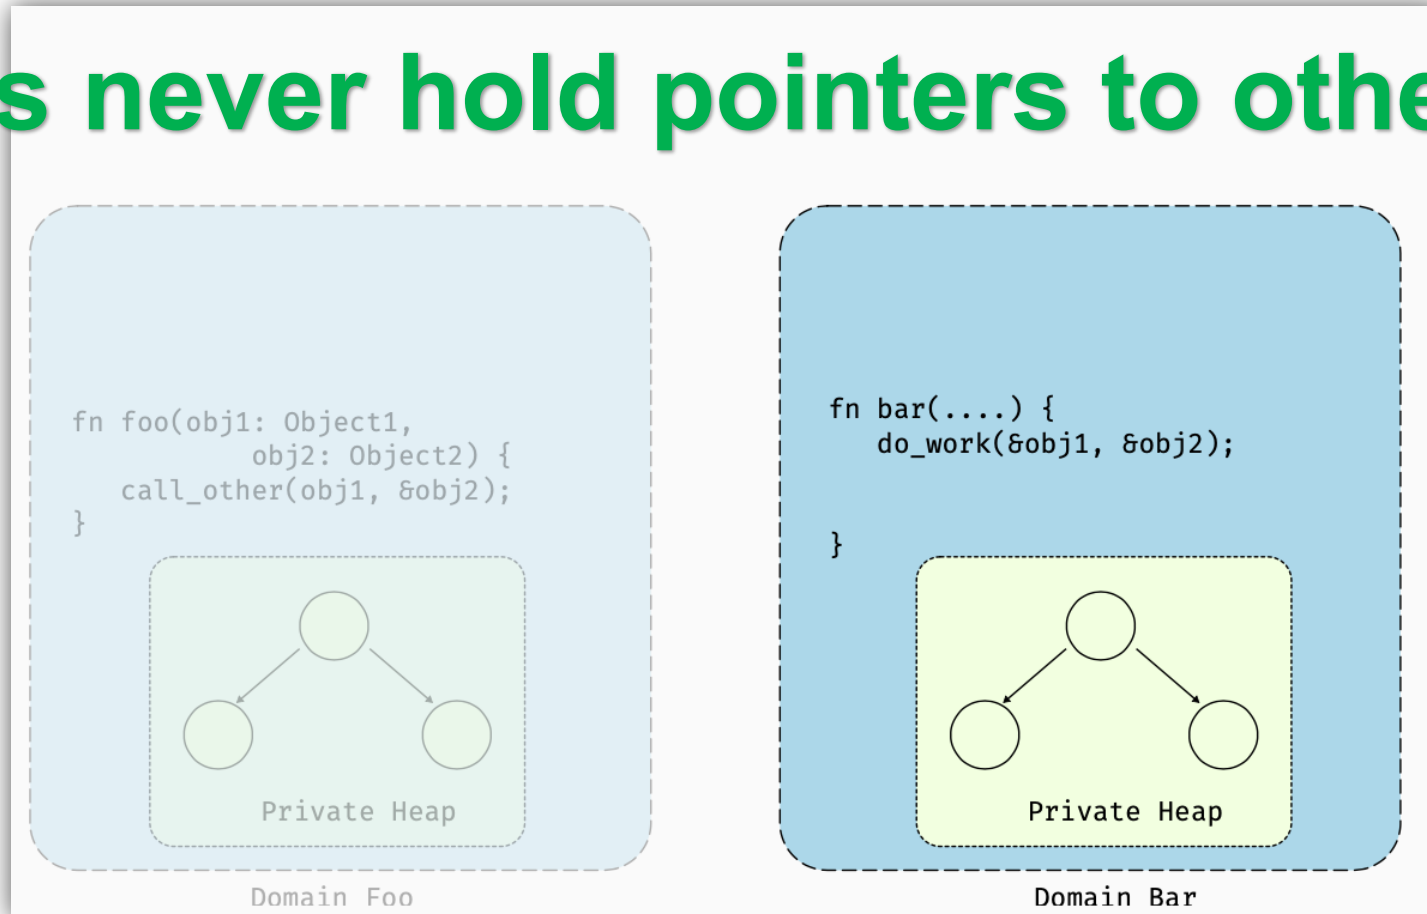 s never hold pointers to othe
fn foo(obj1: Object1,
obj2: Object2) {
call_other(obj1, &obj2);
}
Private Heap
Domain Foo
fn bar(....) {
do_work(&obj1, &obj2);
}
Private Heap
Domain Bar